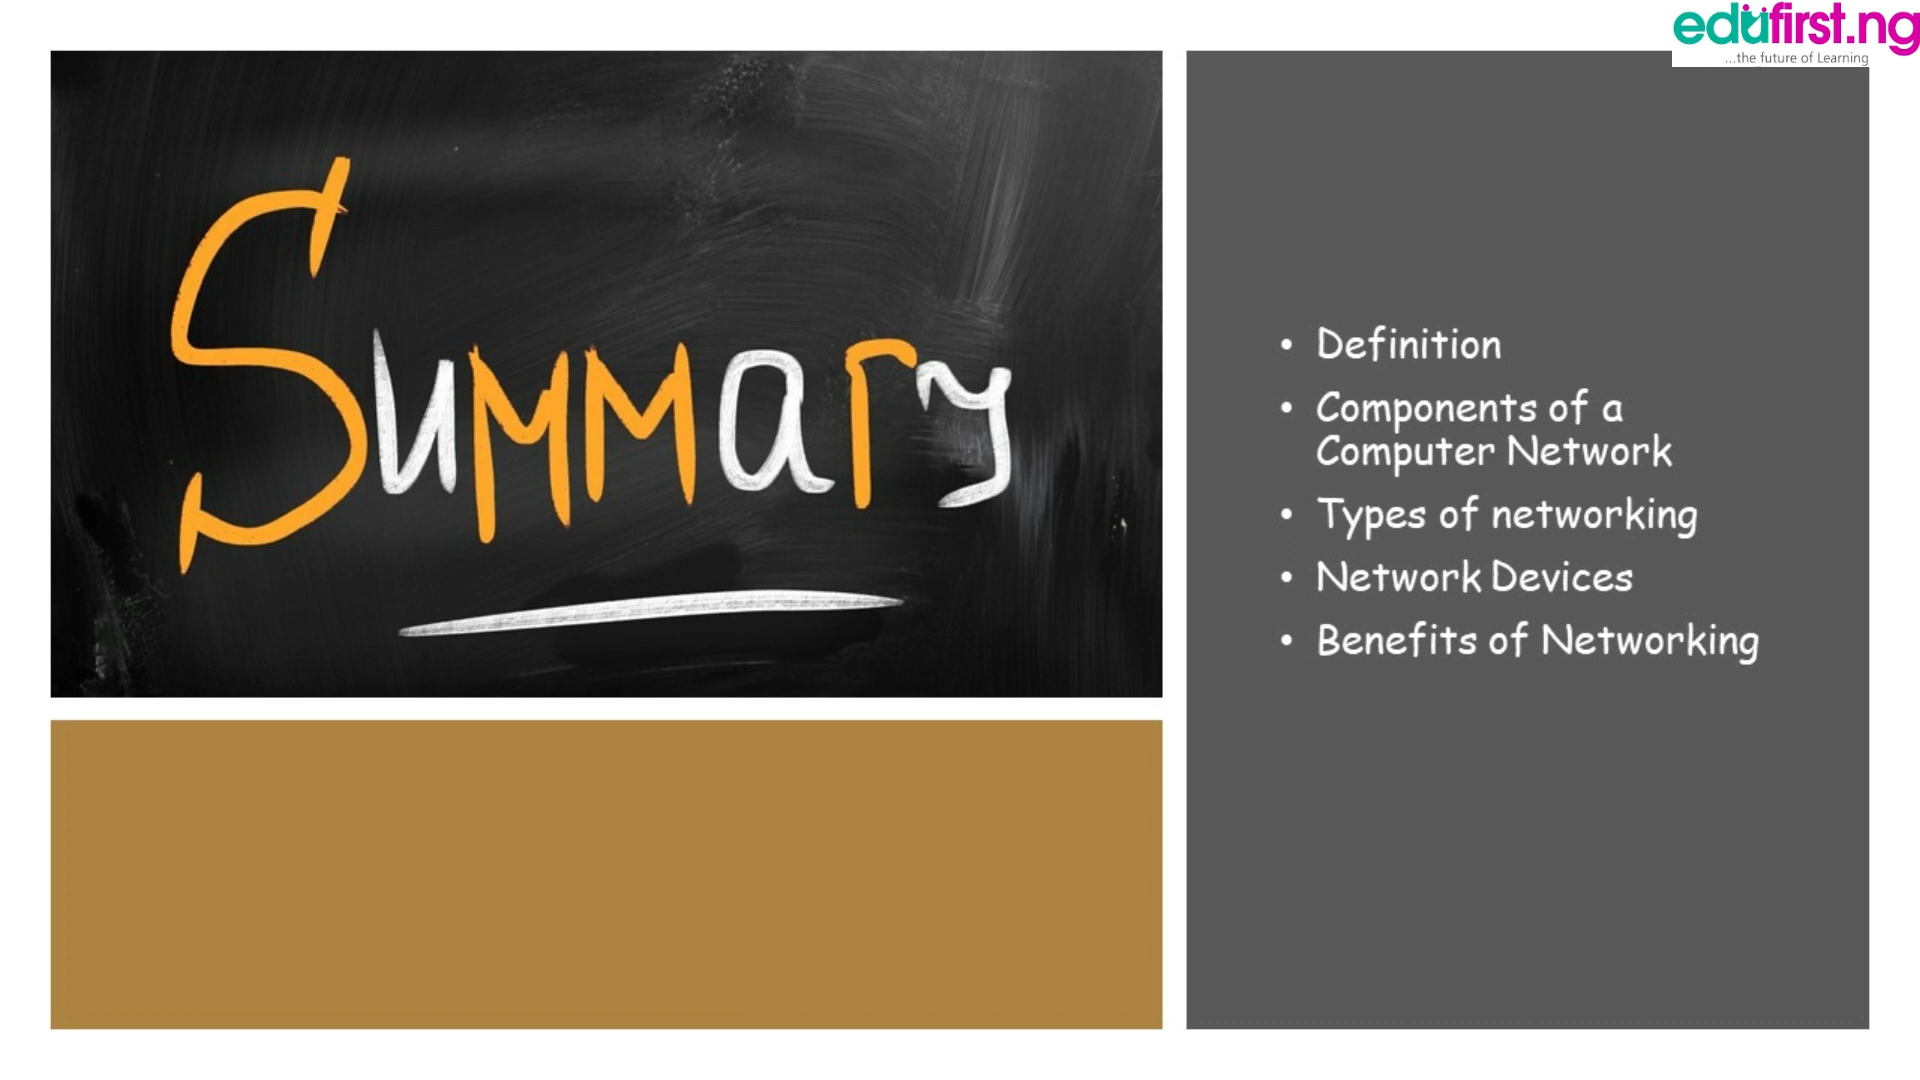 edufirst.ng
...the future of Learning
Summary
• Definition
• Components of a
Computer Network
• Types of networking
• Network Devices
• Benefits of Networking